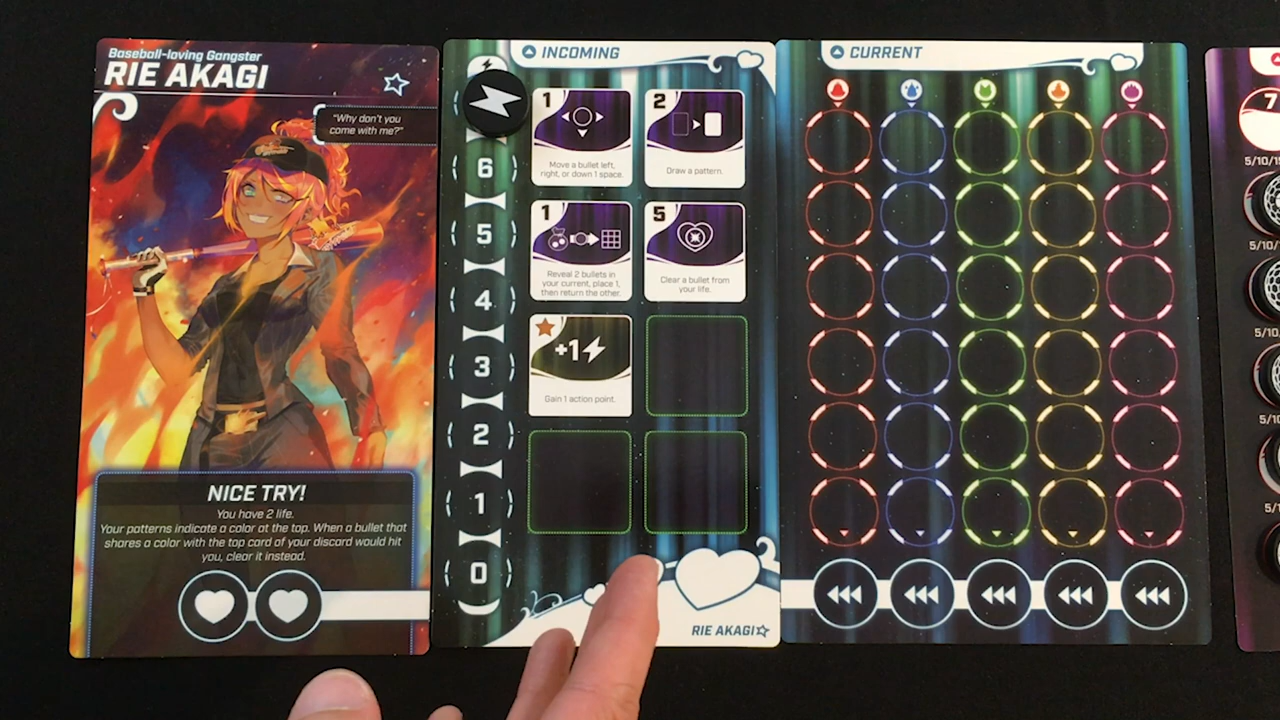 Baseball-loving Gangster
RIE AKAGI
"Why don't you
come with me?"
NICE TRY!
You have 2 life.
Your patterns indicate a color at the top. When a bullet that
shares a color with the top card of your discard would hit
you, clear it instead.
INCOMING
6
5
4
3
2
1
0
1
Move a bullet left,
right, or down 1 space.
2
Draw a pattern.
1
Reveal 2 bullets in
your current, place 1,
then return the other.
5
Clear a bullet from
your life.
+1
Gain 1 action point.
RIE AKAGI
CURRENT
7
5/10/15
5/10/
5/10/
5/10
5/1